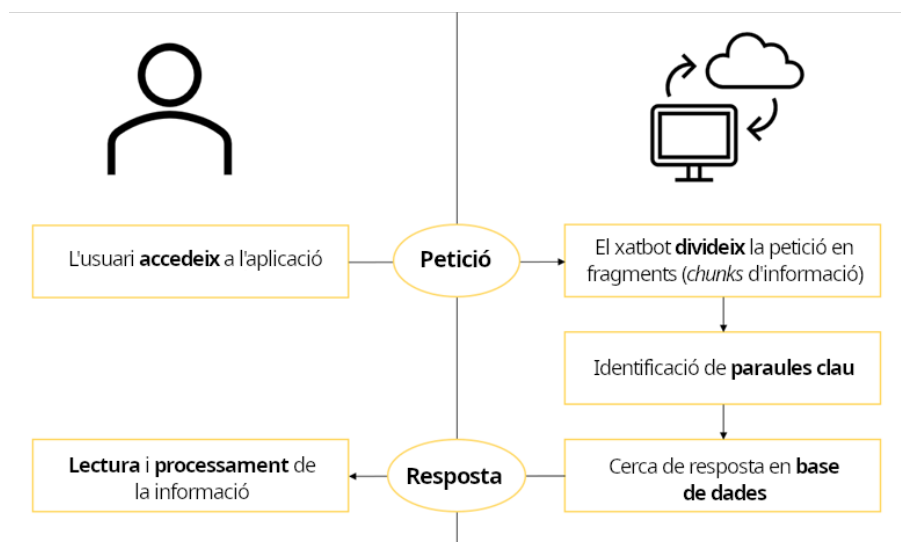 L'usuari accedeix a l'aplicació
Petició
El xatbot divideix la petició en
fragments (chunks d'informació)
Identificació de paraules clau
Cerca de resposta en base
de dades
Resposta
Lectura i processament de
la informació